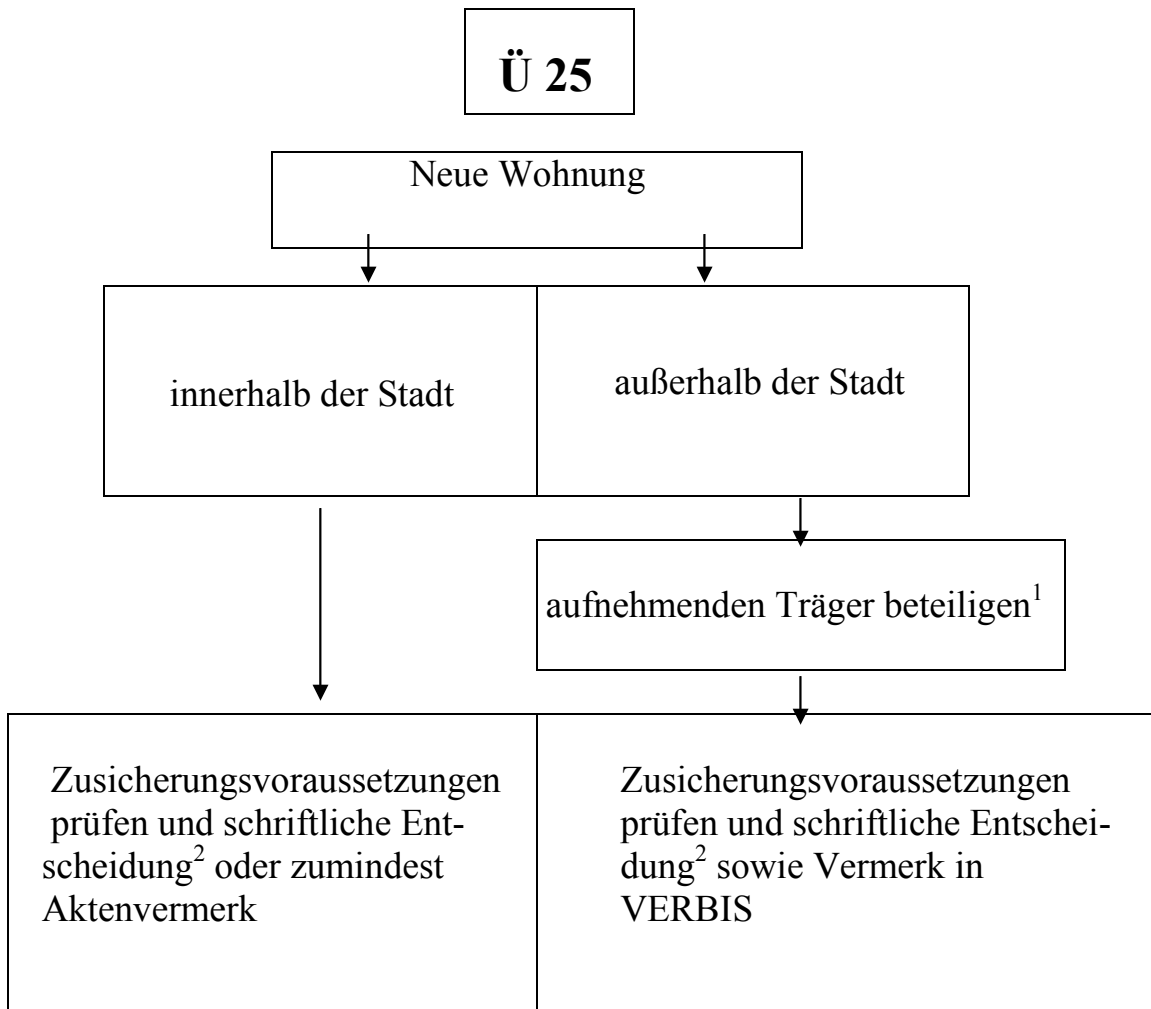 Ü 25
Neue Wohnung
innerhalb der Stadt
außerhalb der Stadt
aufnehmenden Träger beteiligen¹
Zusicherungsvoraussetzungen
prüfen und schriftliche Ent-
scheidung² oder zumindest
Aktenvermerk
Zusicherungsvoraussetzungen
prüfen und schriftliche Entschei-
dung² sowie Vermerk in
VERBIS